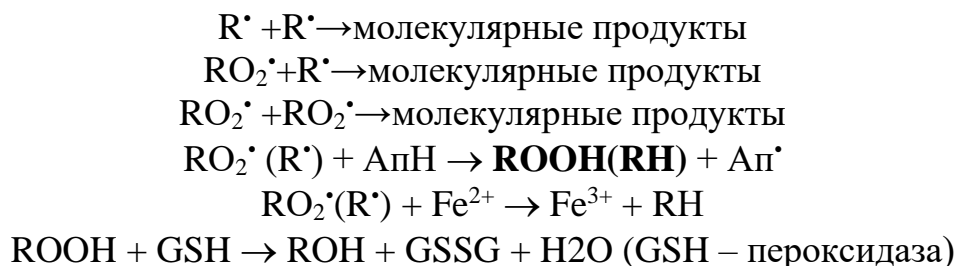 R• +R•→молекулярные продукты
RO₂•+R•→молекулярные продукты
RO₂• +RO₂•→молекулярные продукты
RO₂• (R•) + АпН → ROOH(RH) + Ап•
RO₂•(R•) + Fe²⁺ → Fe³⁺ + RH
ROOH + GSH → ROH + GSSG + H2O (GSH – пероксидаза)